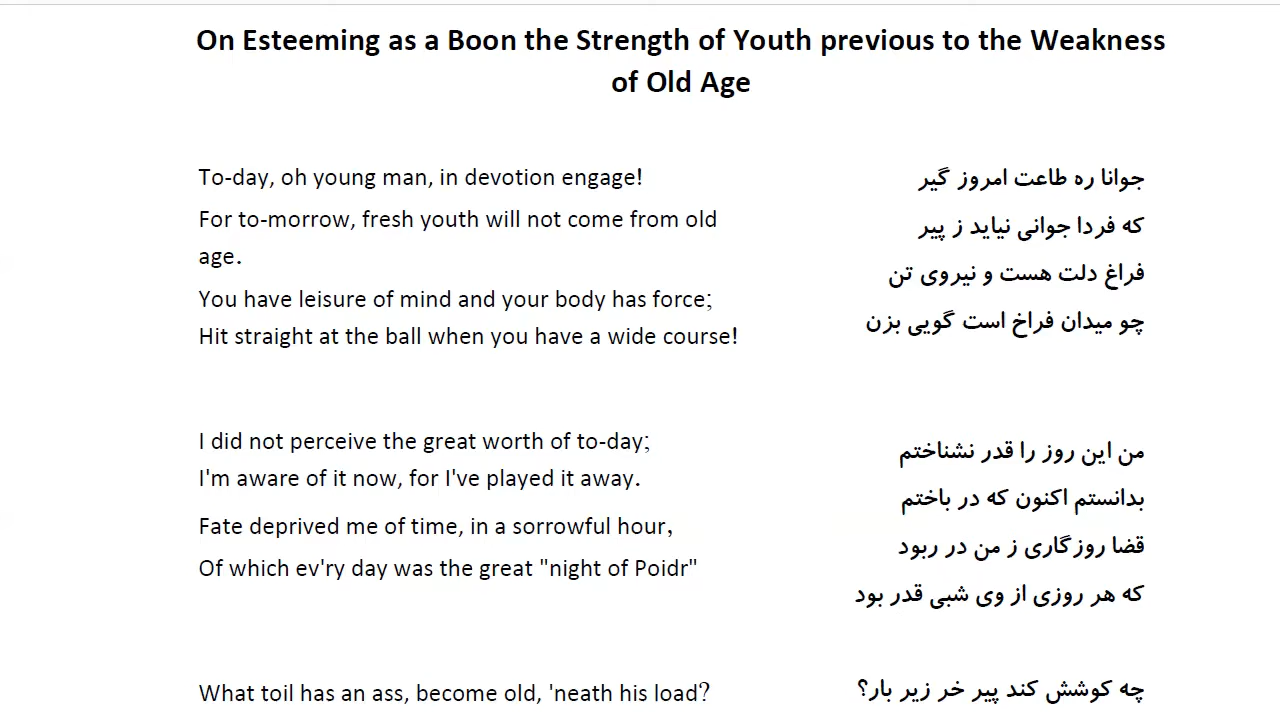 On Esteeming as a Boon the Strength of Youth previous to the Weakness
of Old Age
To-day, oh young man, in devotion engage!
For to-morrow, fresh youth will not come from old
age.
You have leisure of mind and your body has force;
Hit straight at the ball when you have a wide course!
جوانا ره طاعت امروز گیر
که فردا جوانی نیاید ز پیر
فراغ دلت هست و نیروی تن
چو میدان فراخ است گویی بزن
I did not perceive the great worth of to-day;
I'm aware of it now, for I've played it away.
Fate deprived me of time, in a sorrowful hour,
Of which ev'ry day was the great "night of Poidr"
من این روز را قدر نشناختم
بدانستم اکنون که در باختم
قضا روزگاری ز من در ربود
که هر روزی از وی شبی قدر بود
What toil has an ass, become old, 'neath his load?
چه کوشش کند پیر خر زیر بار؟